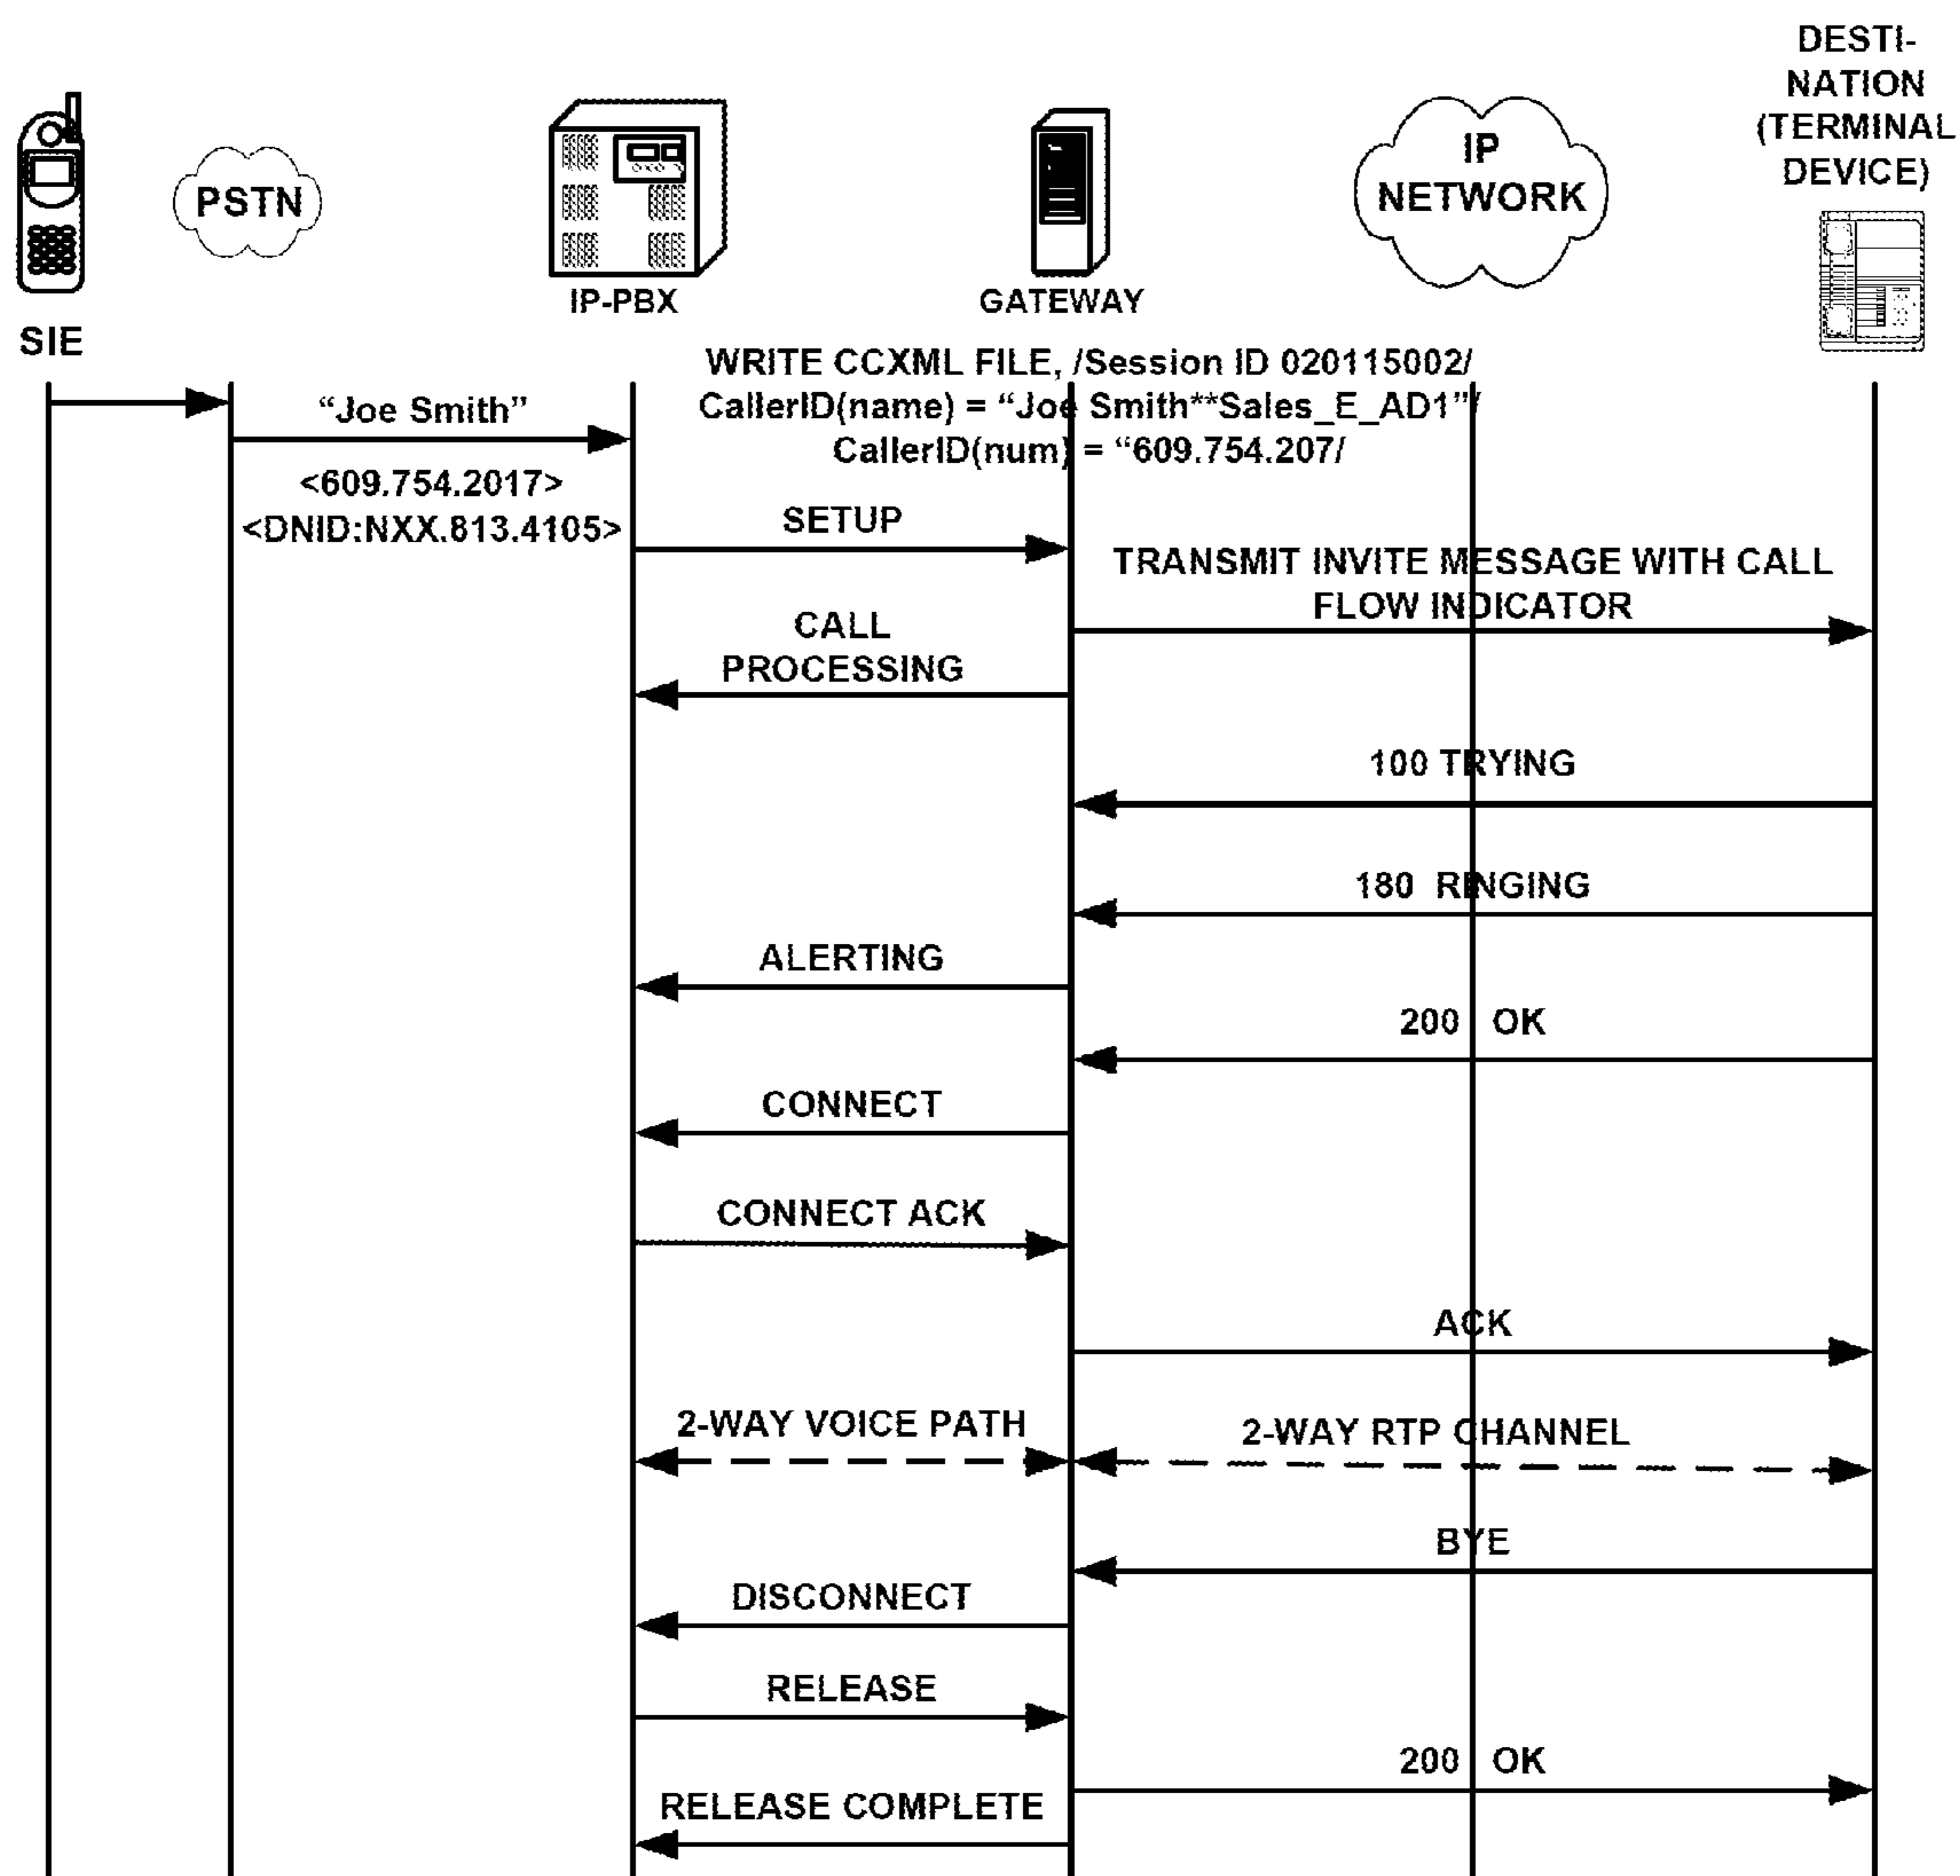 DESTI-
NATION
(TERMINAL
DEVICE)
PSTN
IP
NETWORK
IP-PBX
GATEWAY
SIE
WRITE CCXML FILE, /Session ID 020115002/
CallerID(name) = “Joe Smith**Sales_E_AD1”/
CallerID(num) = “609.754.207/
“Joe Smith”
<609.754.2017>
<DNID:NXX.813.4105>
SETUP
TRANSMIT INVITE MESSAGE WITH CALL
FLOW INDICATOR
CALL
PROCESSING
100 TRYING
180 RINGING
ALERTING
200 OK
CONNECT
CONNECT ACK
ACK
2-WAY VOICE PATH
2-WAY RTP CHANNEL
BYE
DISCONNECT
RELEASE
200 OK
RELEASE COMPLETE